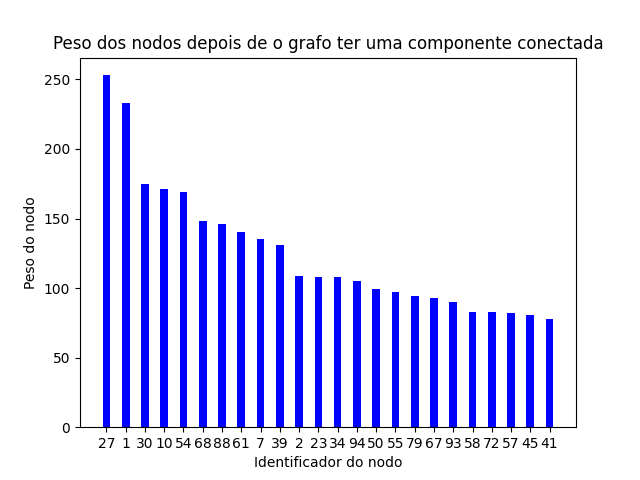 Peso dos nodos depois de o grafo ter uma componente conectada
250
200
150
100
50
0
Peso do nodo
27 1 30 10 54 68 88 61 7 39 2 23 34 94 50 55 79 67 93 58 72 57 45 41
Identificador do nodo